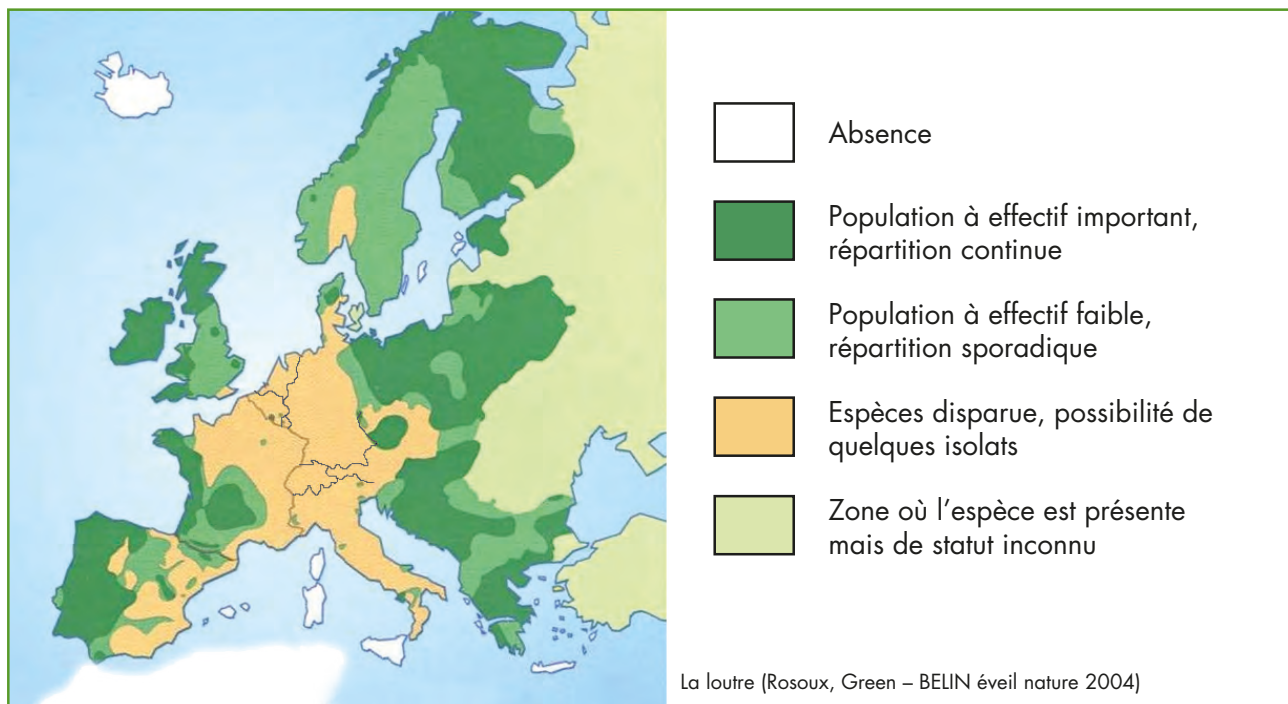 Absence
Population à effectif important,
répartition continue
Population à effectif faible,
répartition sporadique
Espèces disparue, possibilité de
quelques isolats
Zone où l'espèce est présente
mais de statut inconnu
La loutre (Rosoux, Green – BELIN éveil nature 2004)